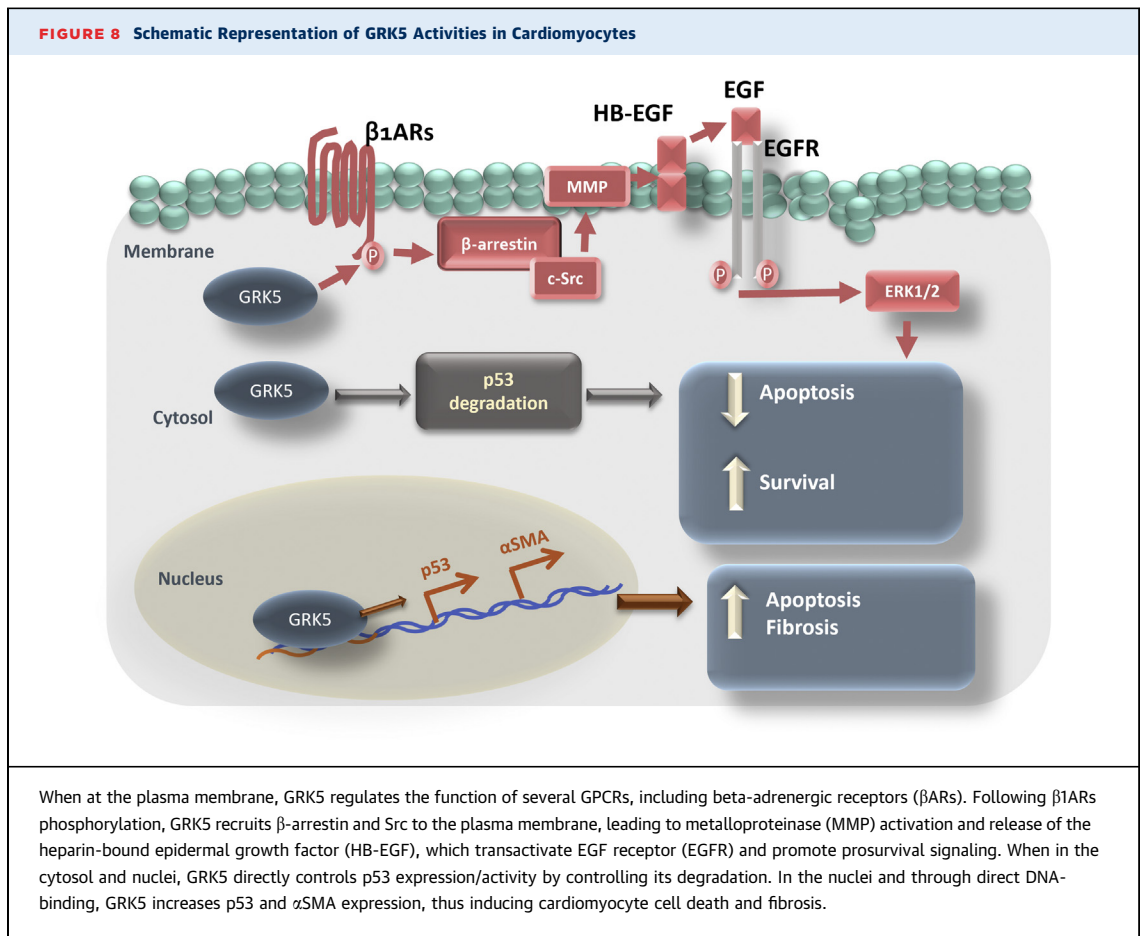 FIGURE 8 Schematic Representation of GRK5 Activities in Cardiomyocytes
EGF
HB-EGF
β1ARs
EGFR
MMP
Membrane
β-arrestin
P
c-Src
P
P
GRK5
ERK1/2
GRK5
p53
degradation
Apoptosis
Cytosol
Survival
αSMA
p53
Nucleus
GRK5
Apoptosis
Fibrosis
When at the plasma membrane, GRK5 regulates the function of several GPCRs, including beta-adrenergic receptors (βARs). Following β1ARs
phosphorylation, GRK5 recruits β-arrestin and Src to the plasma membrane, leading to metalloproteinase (MMP) activation and release of the
heparin-bound epidermal growth factor (HB-EGF), which transactivate EGF receptor (EGFR) and promote prosurvival signaling. When in the
cytosol and nuclei, GRK5 directly controls p53 expression/activity by controlling its degradation. In the nuclei and through direct DNA-
binding, GRK5 increases p53 and αSMA expression, thus inducing cardiomyocyte cell death and fibrosis.